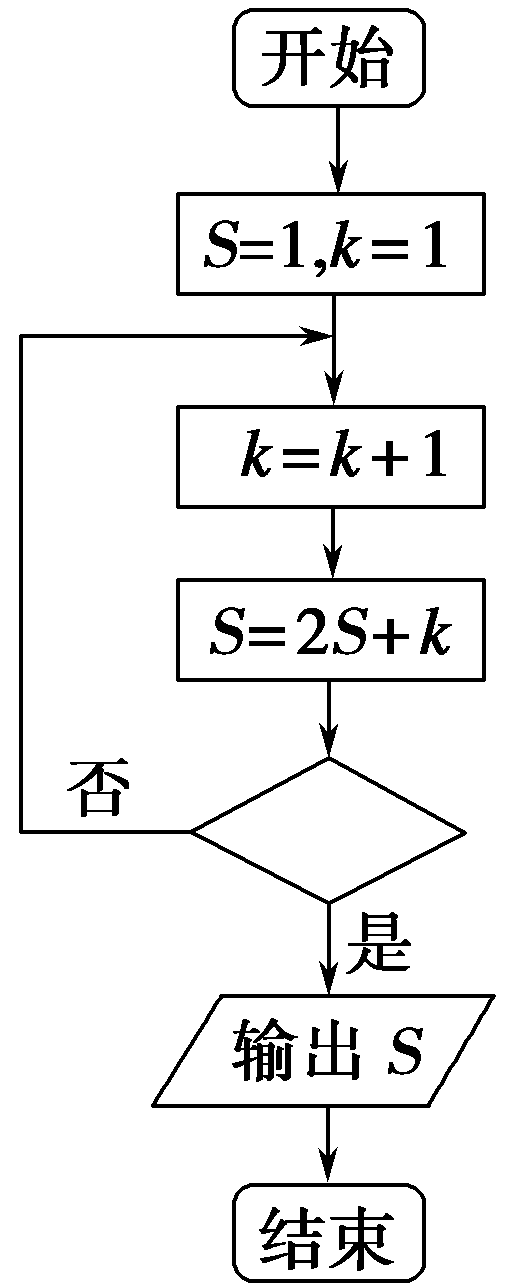 开始
S=1,k=1
k=k+1
S=2S+k
否
是
输出 S
结束